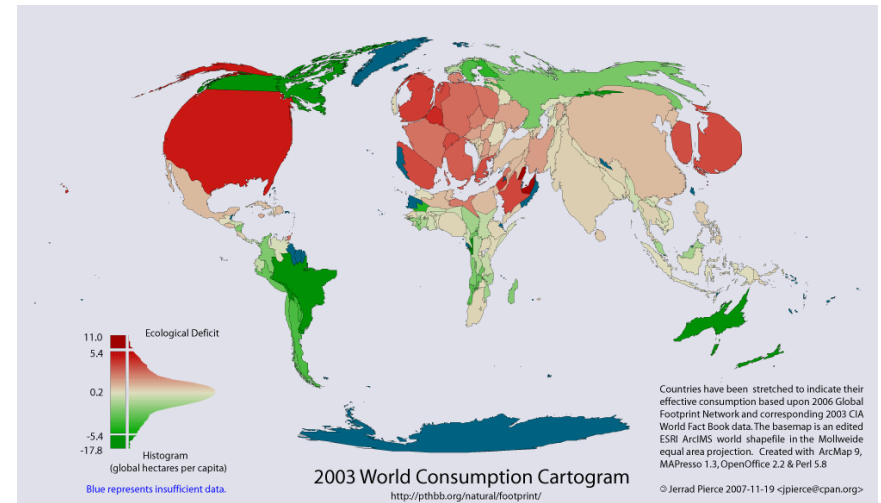 Ecological Deficit
11.0
5.4
0.2
-5.4
-17.8
Histogram
(global hectares per capita)
Blue represents insufficient data.
2003 World Consumption Cartogram
http://pthbb.org/natural/footprint/
Countries have been stretched to indicate their
effective consumption based upon 2006 Global
Footprint Network and corresponding 2003 CIA
World Fact Book data. The basemap is an edited
ESRI ArcIMS world shapefile in the Mollweide
equal area projection. Created with ArcMap 9,
MAPresso 1.3, OpenOffice 2.2 & Perl 5.8
Jerrad Pierce 2007-11-19 <jpierce@cpan.org>